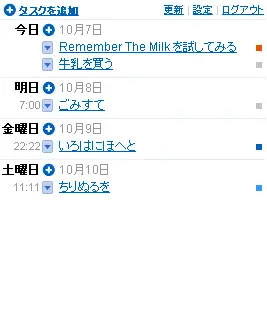 タスクを追加 更新 | 設定 | ログアウト
今日 10月7日
Remember The Milkを試してみる
牛乳を買う
明日 10月8日
7:00 ごみすて
金曜日 10月9日
22:22 いろはにほへと
土曜日 10月10日
11:11 ちりぬるを